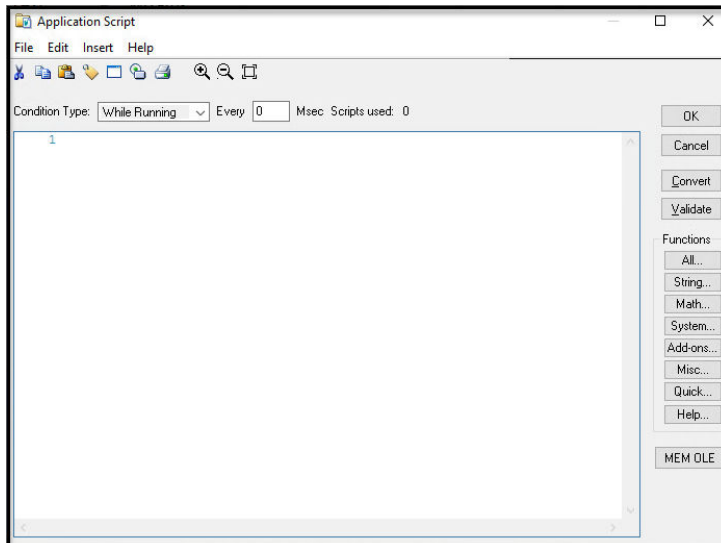 Application Script
File Edit Insert Help
Condition Type: While Running Every 0 Msec Scripts used: 0
1
OK
Cancel
Convert
Validate
Functions
All...
String...
Math...
System...
Add-ons...
Misc...
Quick...
Help...
MEM OLE